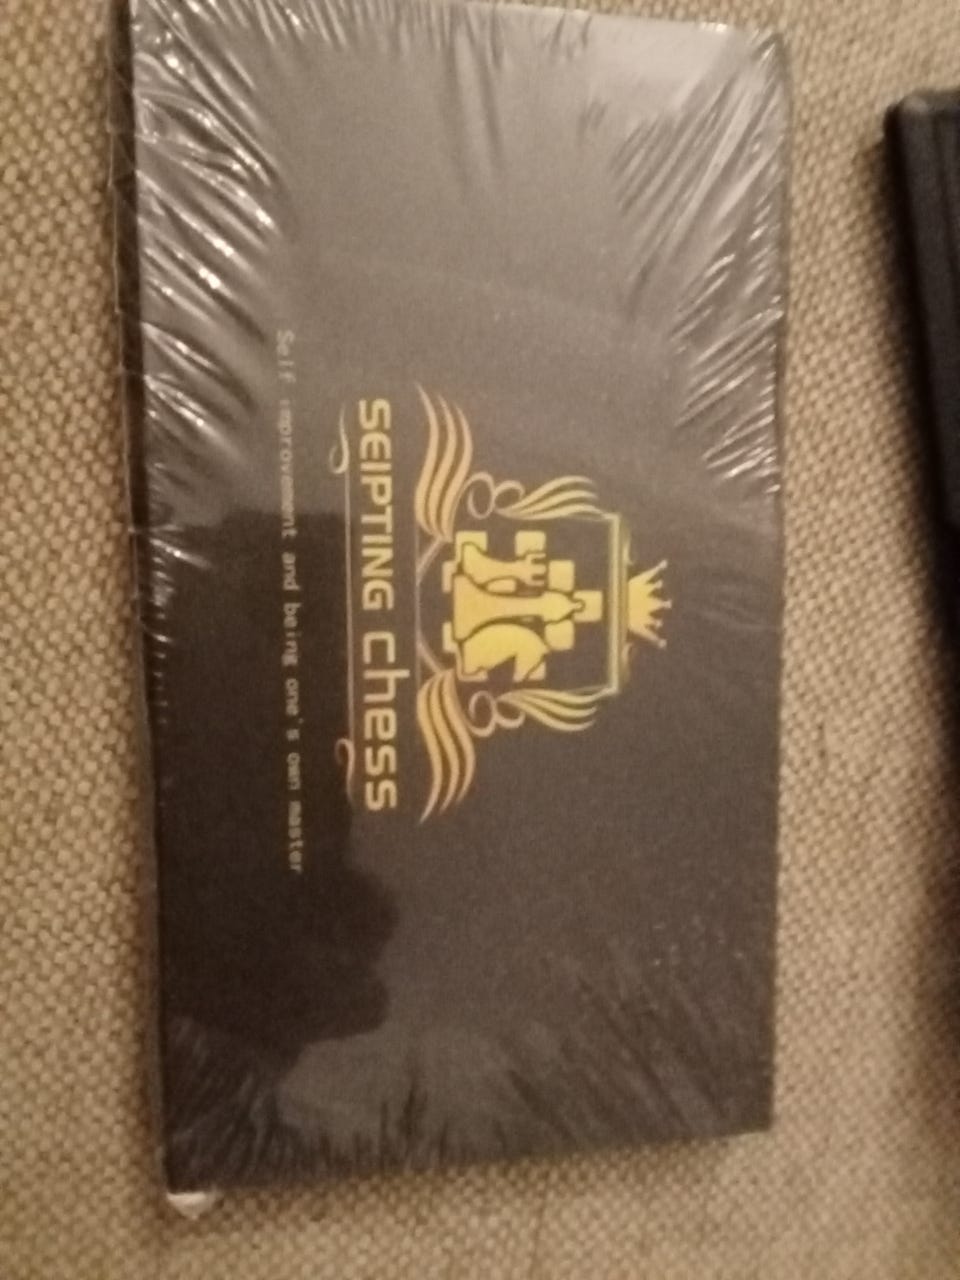 SEIPTING chess
Self improvement and being one's own master